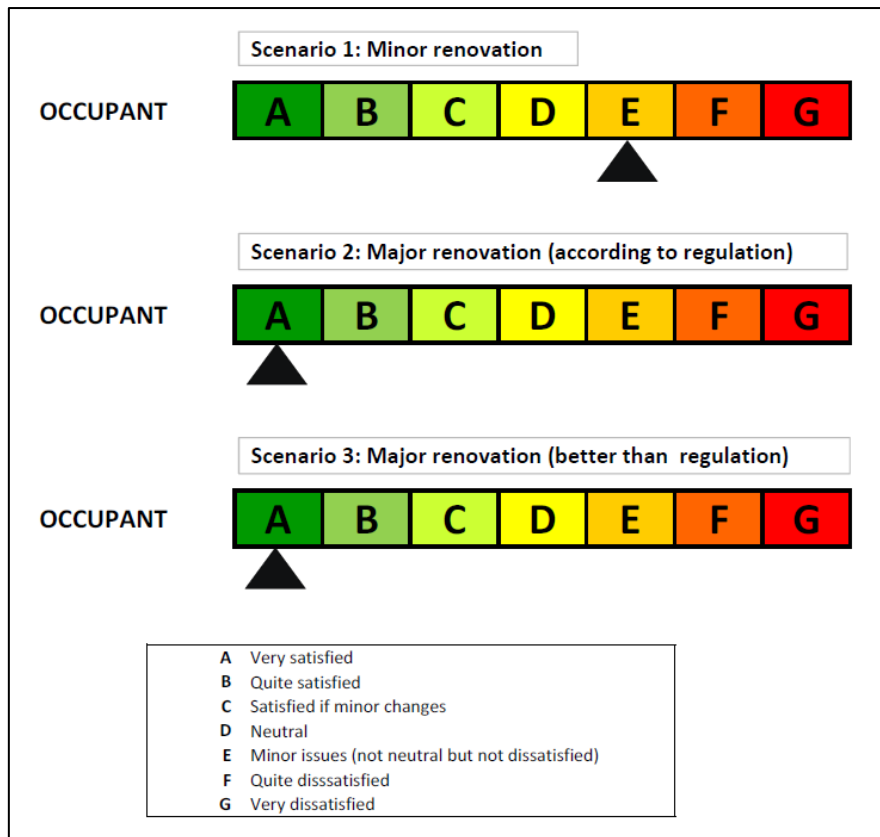 Scenario 1: Minor renovation
OCCUPANT A B C D E F G
Scenario 2: Major renovation (according to regulation)
OCCUPANT A B C D E F G
Scenario 3: Major renovation (better than regulation)
OCCUPANT A B C D E F G
A Very satisfied
B Quite satisfied
C Satisfied if minor changes
D Neutral
E Minor issues (not neutral but not dissatisfied)
F Quite disssatisfied
G Very dissatisfied